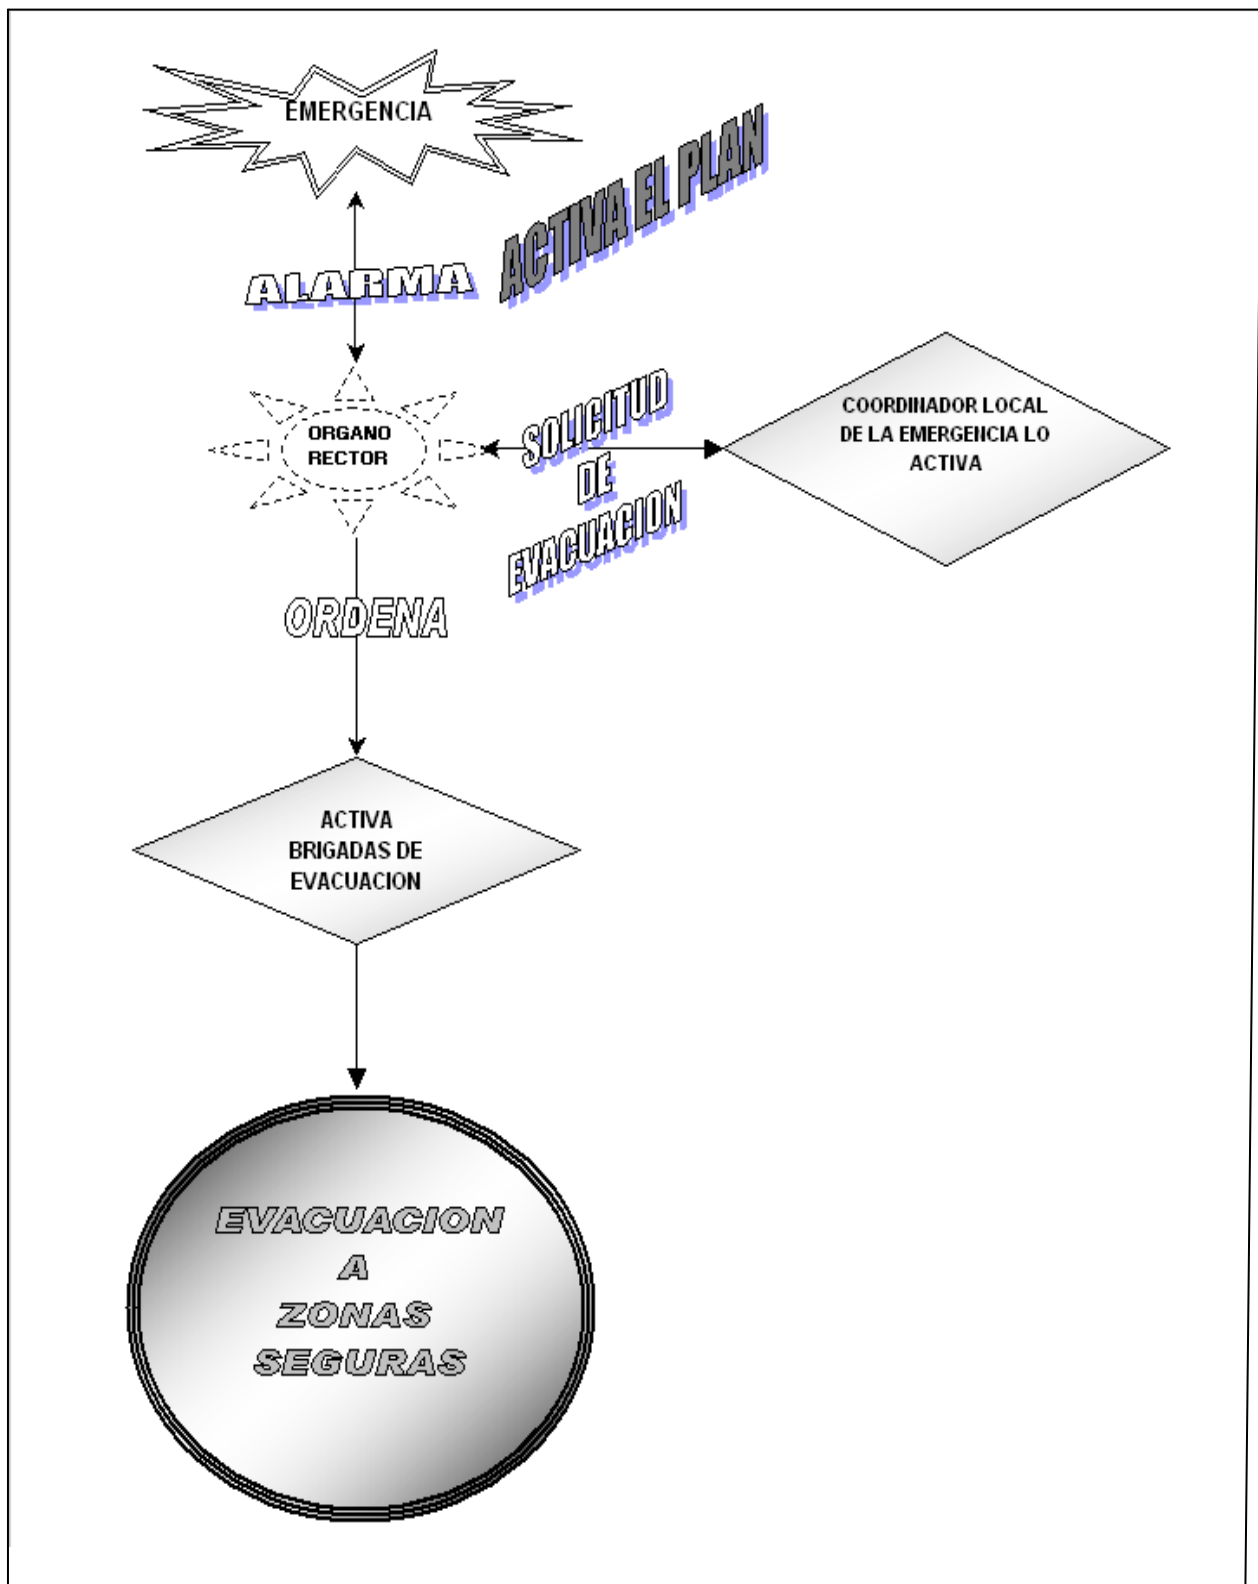 EMERGENCIA
ACTIVA EL PLAN
ALARMA
ORGANO
RECTOR
SOLICITUD
DE
EVACUACION
COORDINADOR LOCAL
DE LA EMERGENCIA LO
ACTIVA
ORDENA
ACTIVA
BRIGADAS DE
EVACUACION
EVACUACION
A
ZONAS
SEGURAS